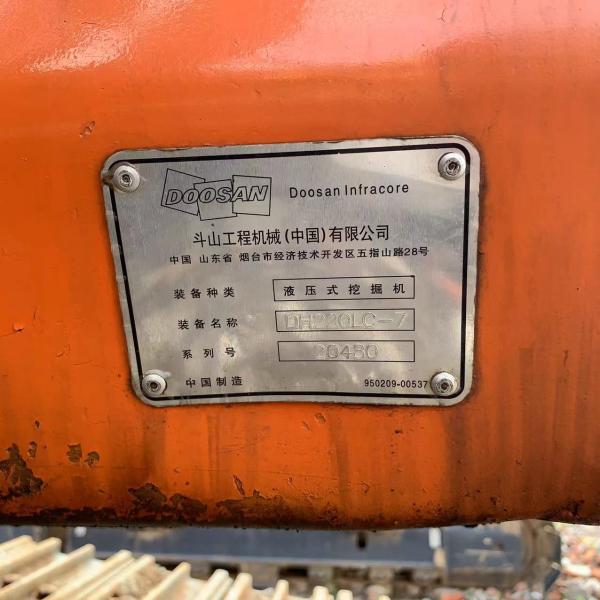 DOOSAN Doosan Infracore
斗山工程机械(中国)有限公司
中国 山东省 烟台市经济技术开发区五指山路28号
装备种类 液压式挖掘机
装备名称 DH220LC-7
系列号 20480
中国制造 950209-00537